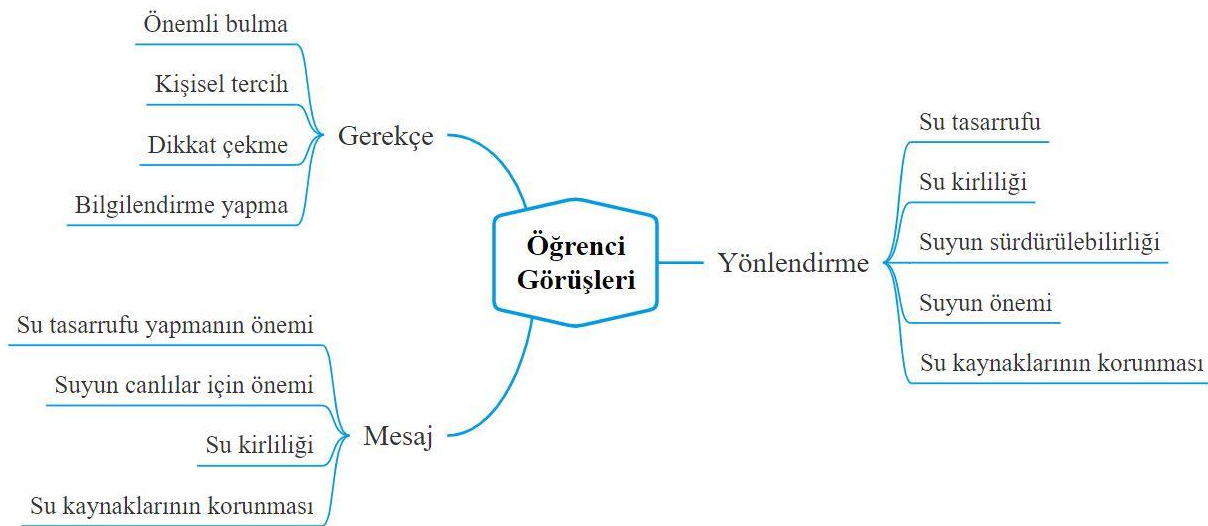 Öğrenci
Görüşleri
Gerekçe
Önemli bulma
Kişisel tercih
Dikkat çekme
Bilgilendirme yapma
Mesaj
Su tasarrufu yapmanın önemi
Suyun canlılar için önemi
Su kirliliği
Su kaynaklarının korunması
Yönlendirme
Su tasarrufu
Su kirliliği
Suyun sürdürülebilirliği
Suyun önemi
Su kaynaklarının korunması